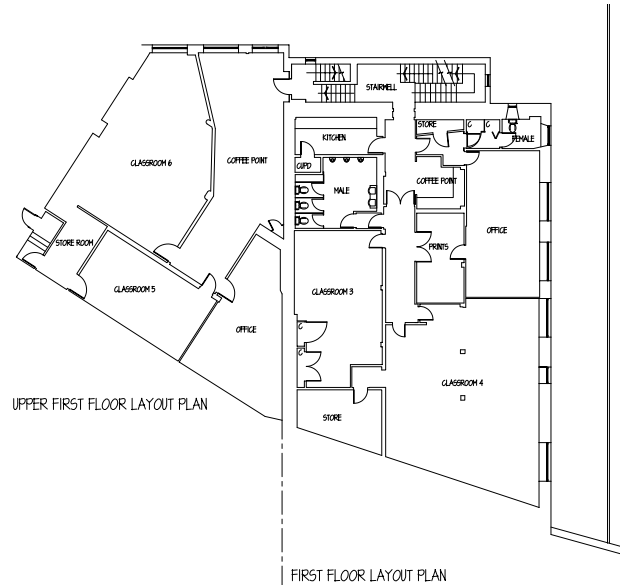 STAIRWELL
STORE
C
C
FEMALE
KITCHEN
CLASSROOM 6
COFFEE POINT
CUPD
MALE
COFFEE POINT
STORE ROOM
PRINTS
OFFICE
CLASSROOM 5
CLASSROOM 3
OFFICE
C
C
CLASSROOM 4
UPPER FIRST FLOOR LAYOUT PLAN
STORE
FIRST FLOOR LAYOUT PLAN